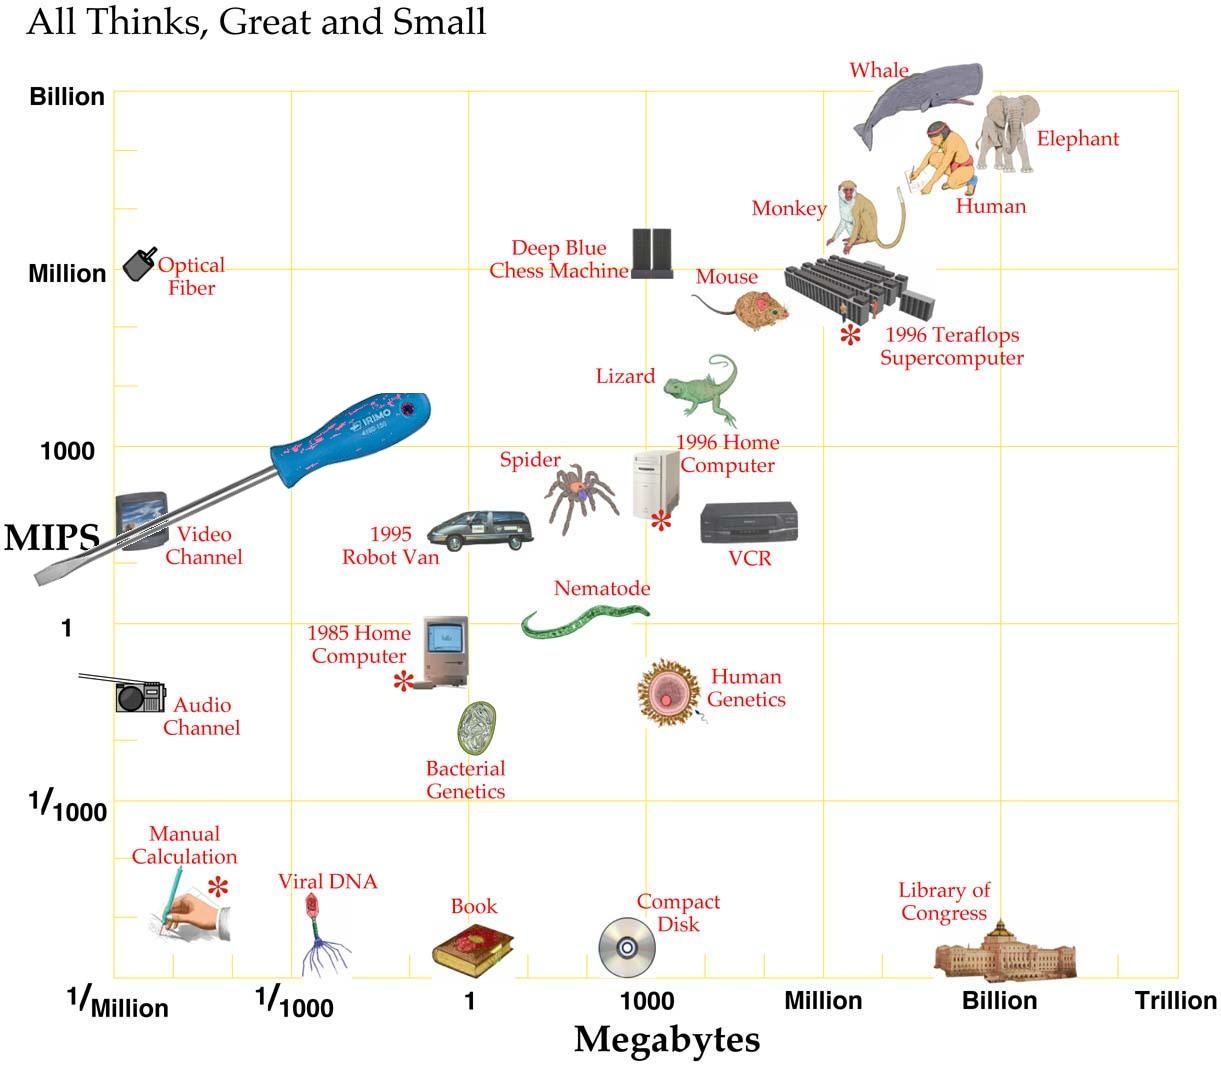 All Thinks, Great and Small
Whale
Billion
Elephant
Monkey
Human
Deep Blue
Chess Machine
Million
Optical
Fiber
Mouse
1996 Teraflops
Supercomputer
Lizard
IRIMO
1000
1996 Home
Computer
Spider
MIPS
Video
Channel
1995
Robot Van
VCR
Nematode
1
1985 Home
Computer
Human
Genetics
Audio
Channel
Bacterial
Genetics
1/1000
Manual
Calculation
Viral DNA
Book
Compact
Disk
Library of
Congress
1/Million
1/1000
1
1000
Million
Billion
Trillion
Megabytes